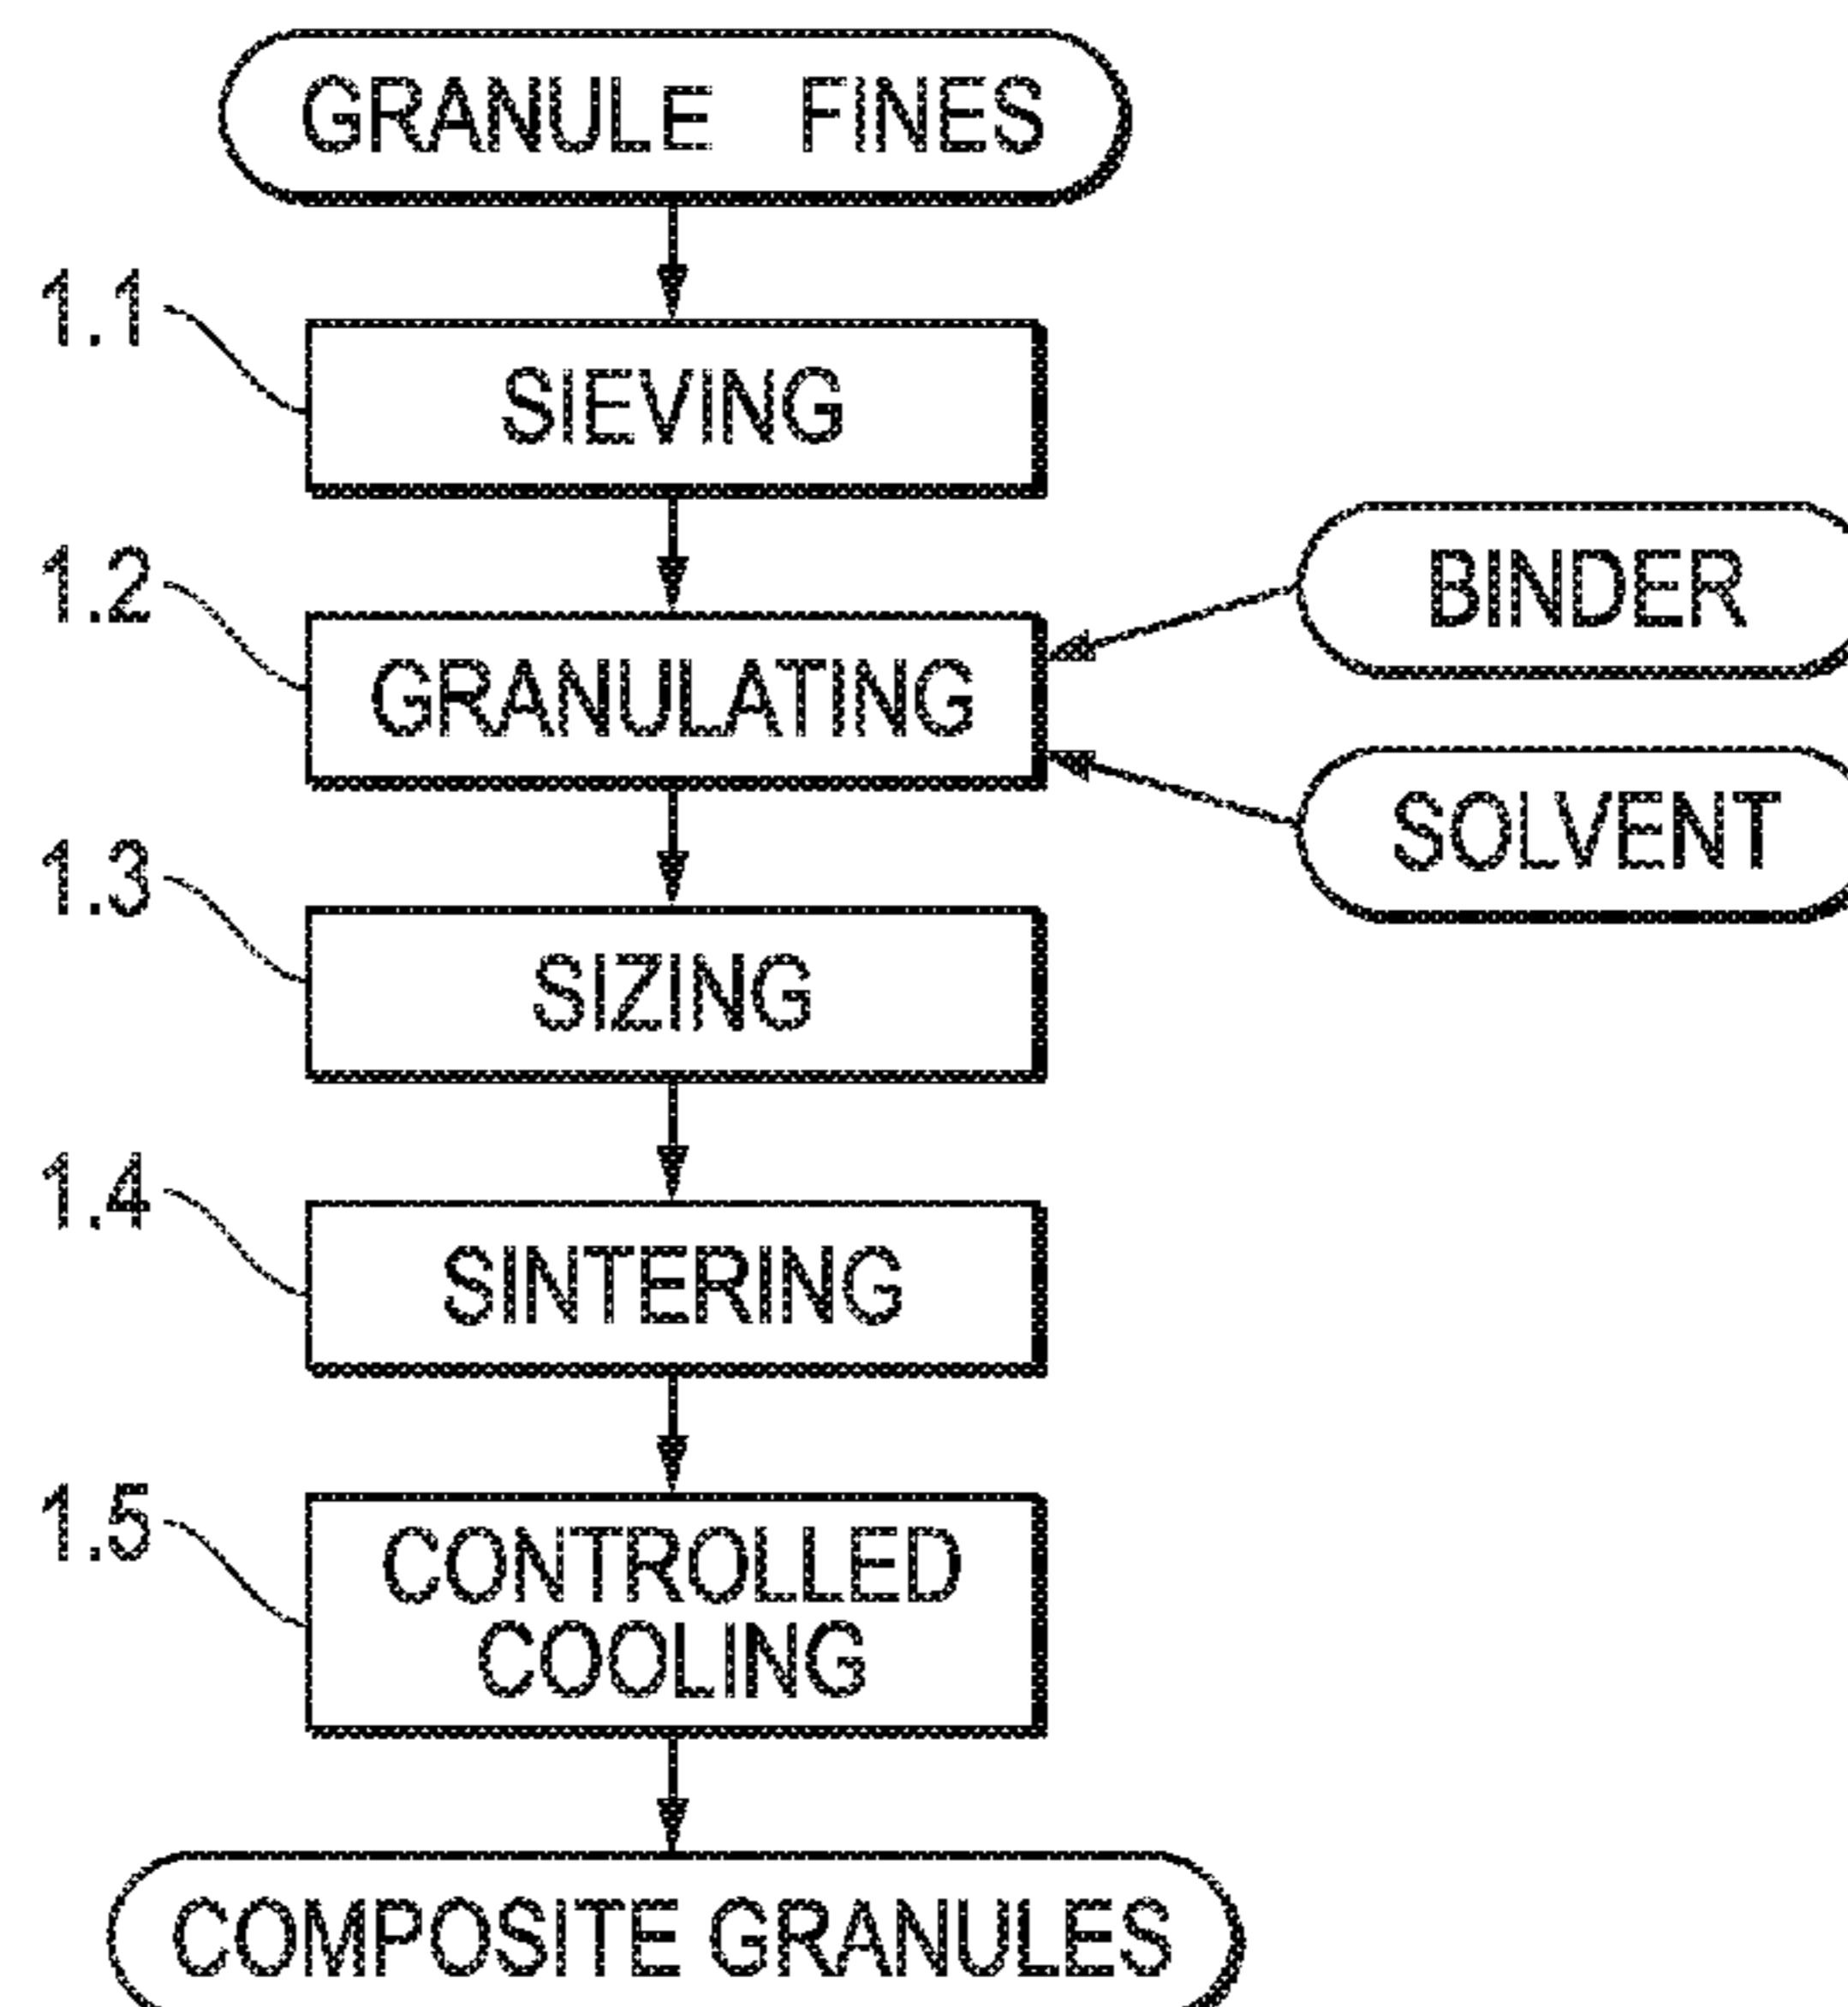 GRANULE FINES
1.1
SIEVING
1.2
GRANULATING
BINDER
SOLVENT
1.3
SIZING
1.4
SINTERING
1.5
CONTROLLED
COOLING
COMPOSITE GRANULES